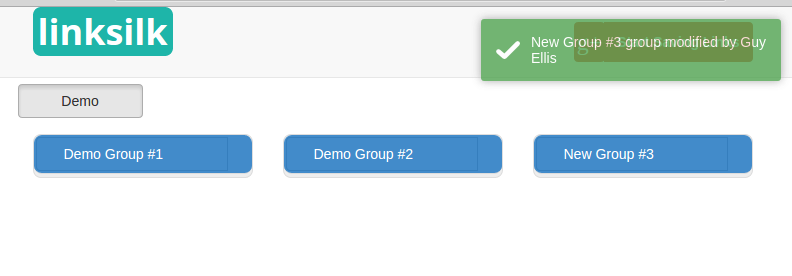 linksilk
New Group #3 group modified by Guy
Ellis
Demo
Demo Group #1
Demo Group #2
New Group #3